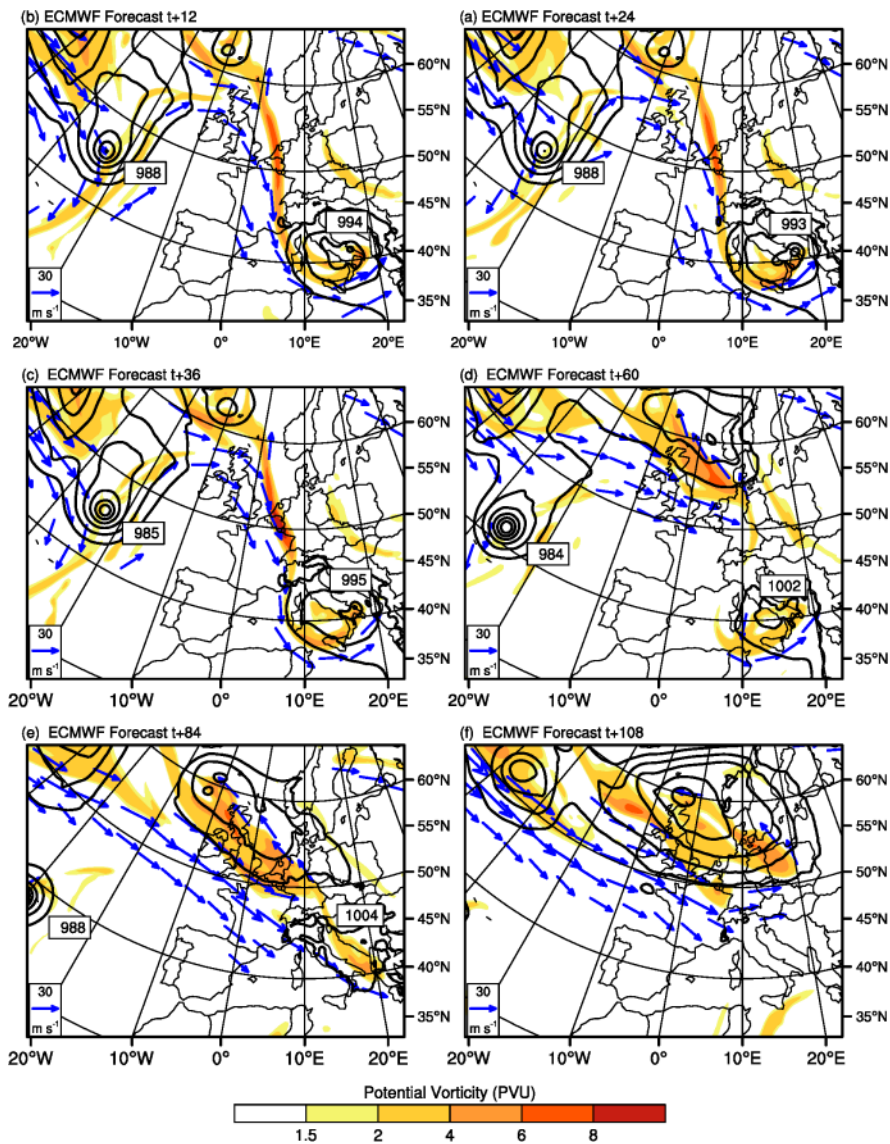 (b) ECMWF Forecast t+12
(a) ECMWF Forecast t+24
988
994
30
m s-1
60°N
55°N
50°N
45°N
40°N
35°N
20°W
10°W
0°
10°E
20°E
988
993
30
m s-1
60°N
55°N
50°N
45°N
40°N
35°N
20°W
10°W
0°
10°E
20°E
(c) ECMWF Forecast t+36
(d) ECMWF Forecast t+60
985
995
30
m s-1
60°N
55°N
50°N
45°N
40°N
35°N
20°W
10°W
0°
10°E
20°E
984
1002
30
m s-1
60°N
55°N
50°N
45°N
40°N
35°N
20°W
10°W
0°
10°E
20°E
(e) ECMWF Forecast t+84
(f) ECMWF Forecast t+108
988
1004
30
m s-1
60°N
55°N
50°N
45°N
40°N
35°N
20°W
10°W
0°
10°E
20°E
30
m s-1
60°N
55°N
50°N
45°N
40°N
35°N
20°W
10°W
0°
10°E
20°E
Potential Vorticity (PVU)
1.5 2 4 6 8